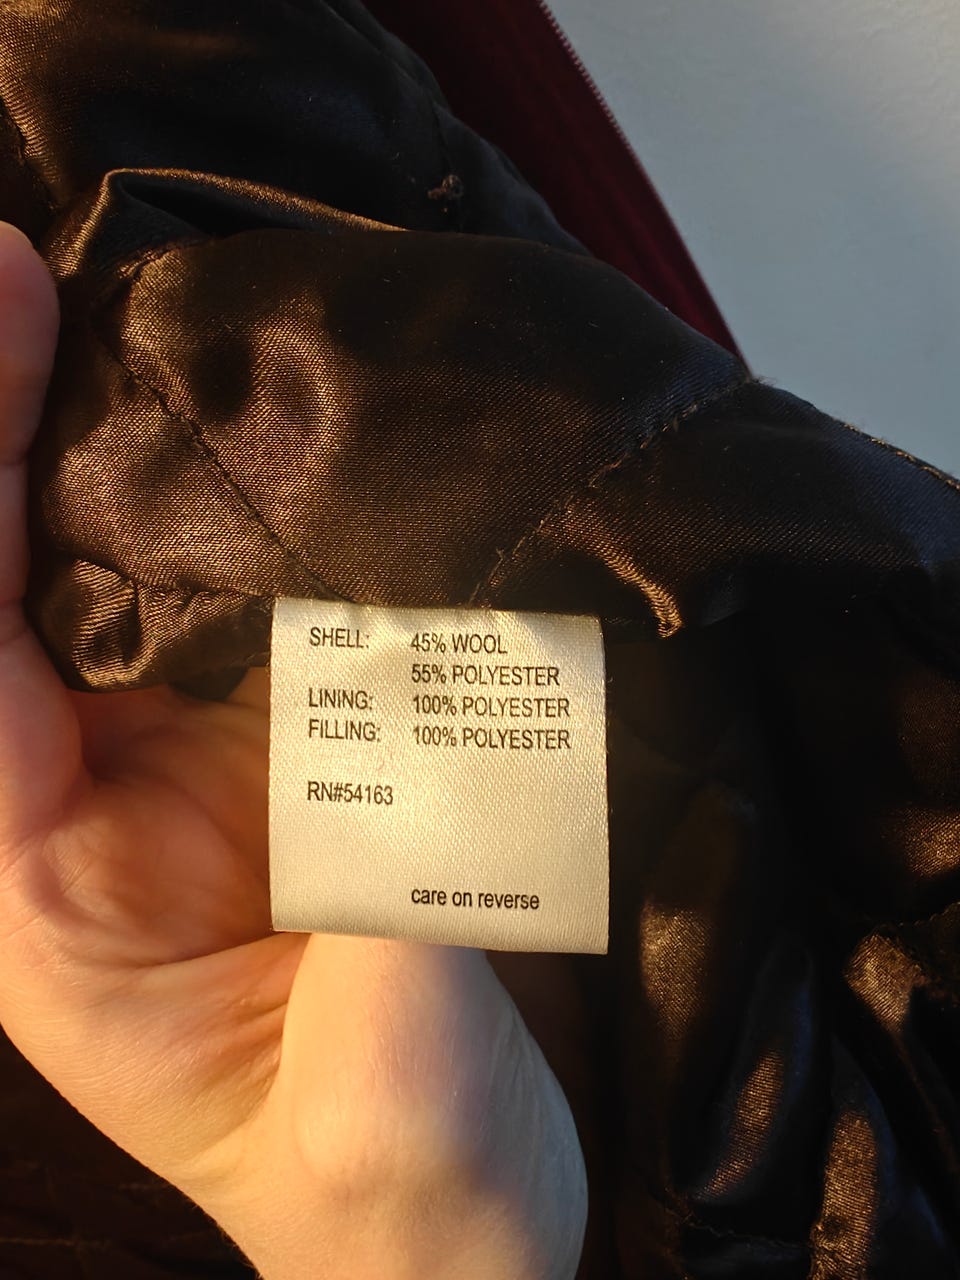 SHELL: 45% WOOL
55% POLYESTER
LINING: 100% POLYESTER
FILLING: 100% POLYESTER
RN#54163
care on reverse